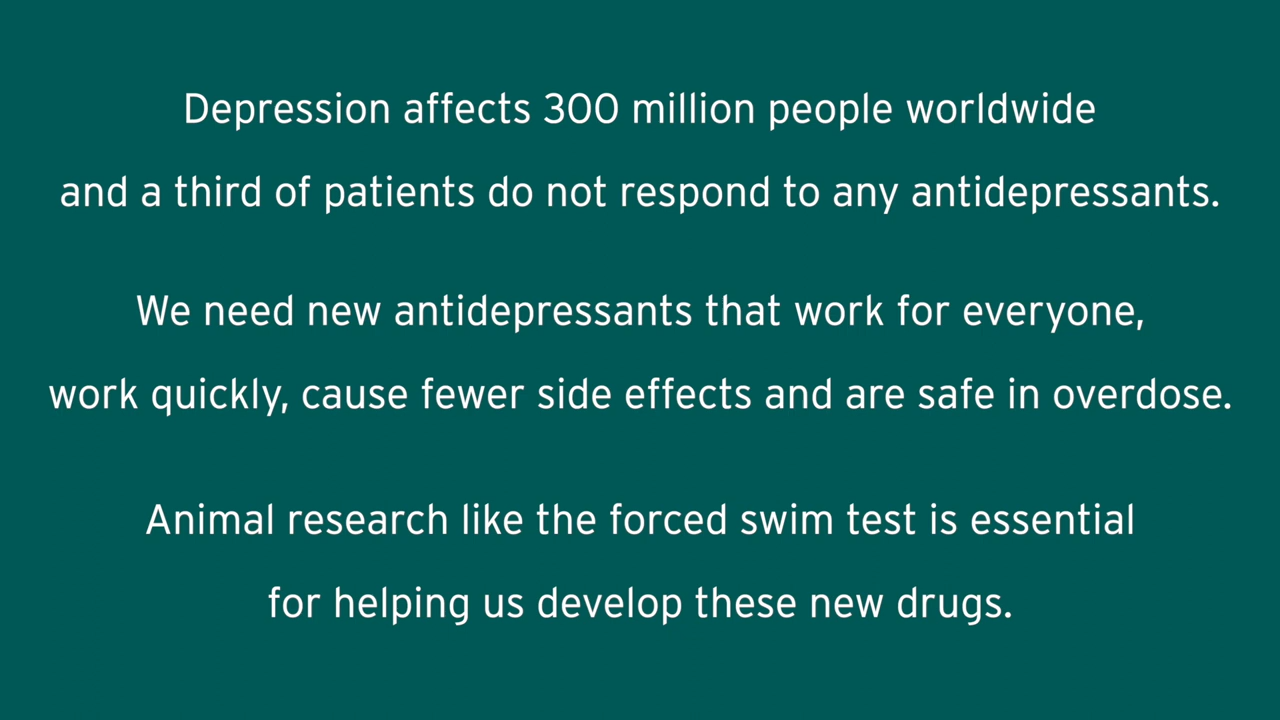 Depression affects 300 million people worldwide
and a third of patients do not respond to any antidepressants.
We need new antidepressants that work for everyone,
work quickly, cause fewer side effects and are safe in overdose.
Animal research like the forced swim test is essential
for helping us develop these new drugs.